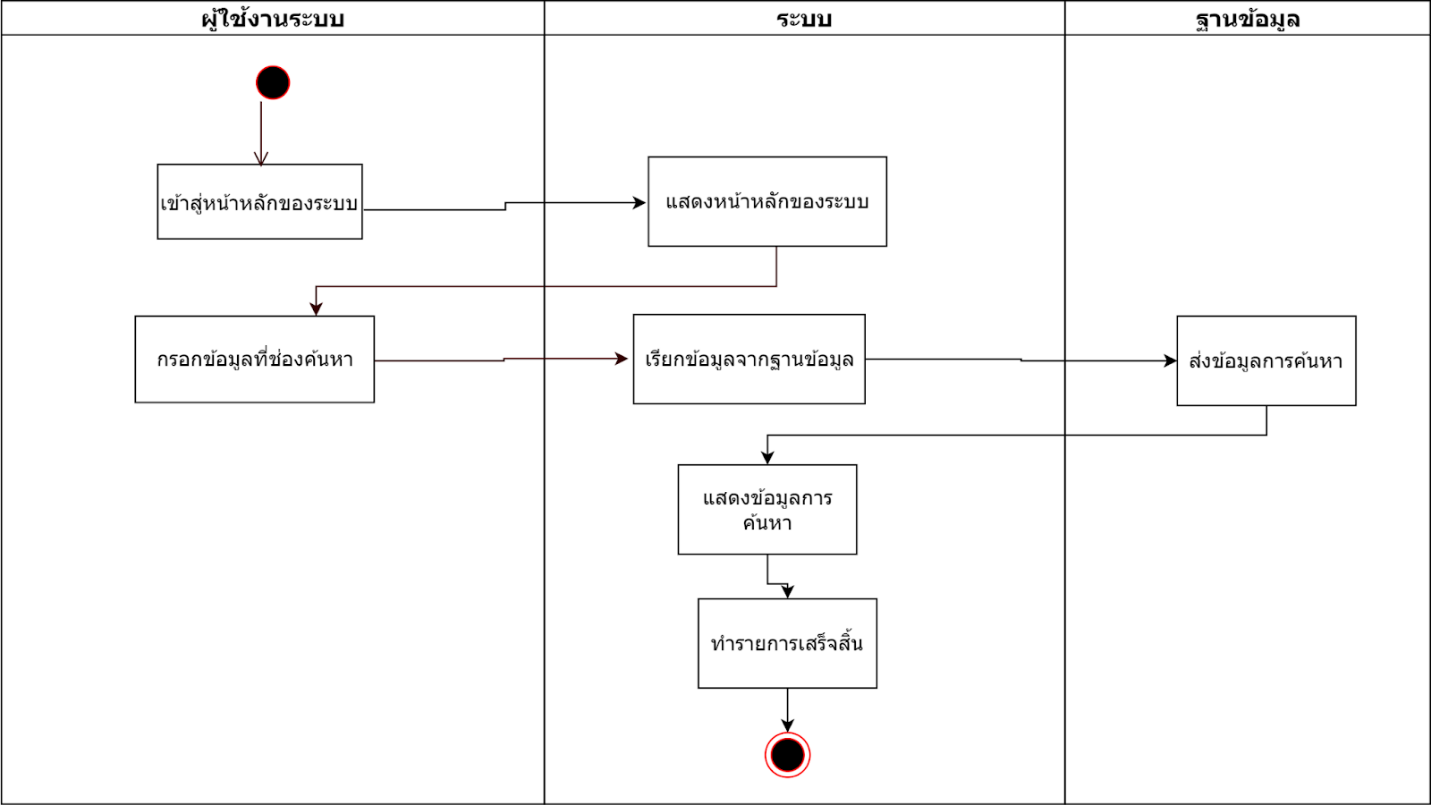 ผู้ใช้งานระบบ
ระบบ
ฐานข้อมูล
เข้าสู่หน้าหลักของระบบ
แสดงหน้าหลักของระบบ
กรอกข้อมูลที่ช่องค้นหา
เรียกข้อมูลจากฐานข้อมูล
ส่งข้อมูลการค้นหา
แสดงข้อมูลการ
ค้นหา
ทำรายการเสร็จสิ้น